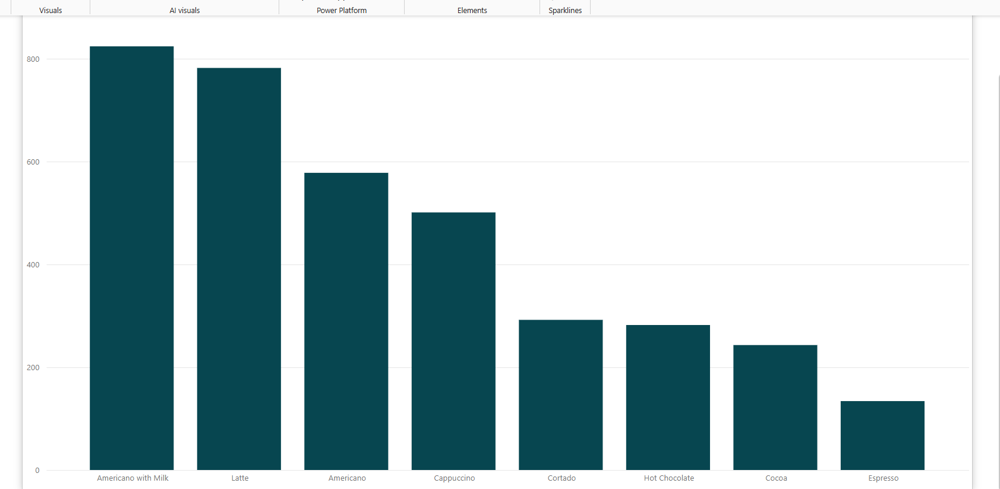 Visuals
AI visuals
Power Platform
Elements
Sparklines
800
600
400
200
0
Americano with Milk
Latte
Americano
Cappuccino
Cortado
Hot Chocolate
Cocoa
Espresso